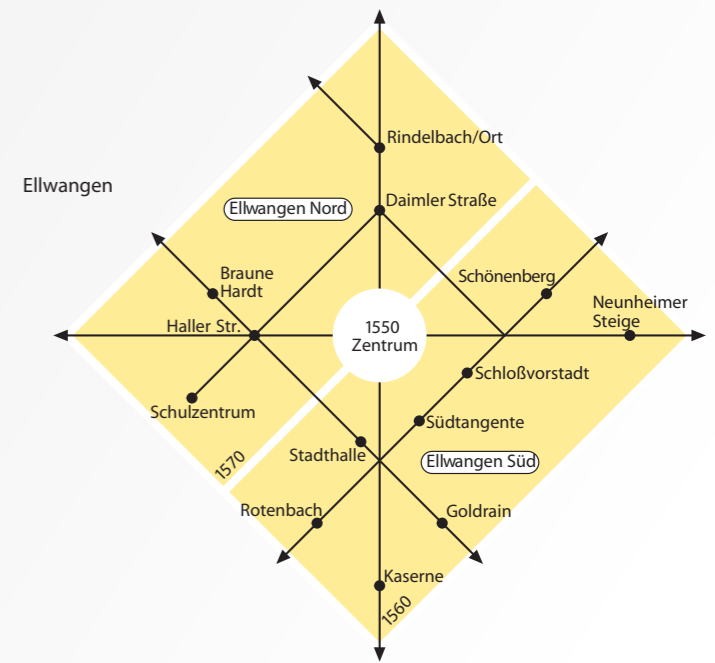 Rindelbach/Ort
Ellwangen
Ellwangen Nord
Daimler Straße
Braune
Hardt
Schönenberg
Neunheimer
Steige
Haller Str.
1550
Zentrum
Schloßvorstadt
Schulzentrum
Südtangente
Stadthalle
Ellwangen Süd
1570
Rotenbach
Goldrain
Kaserne
1560